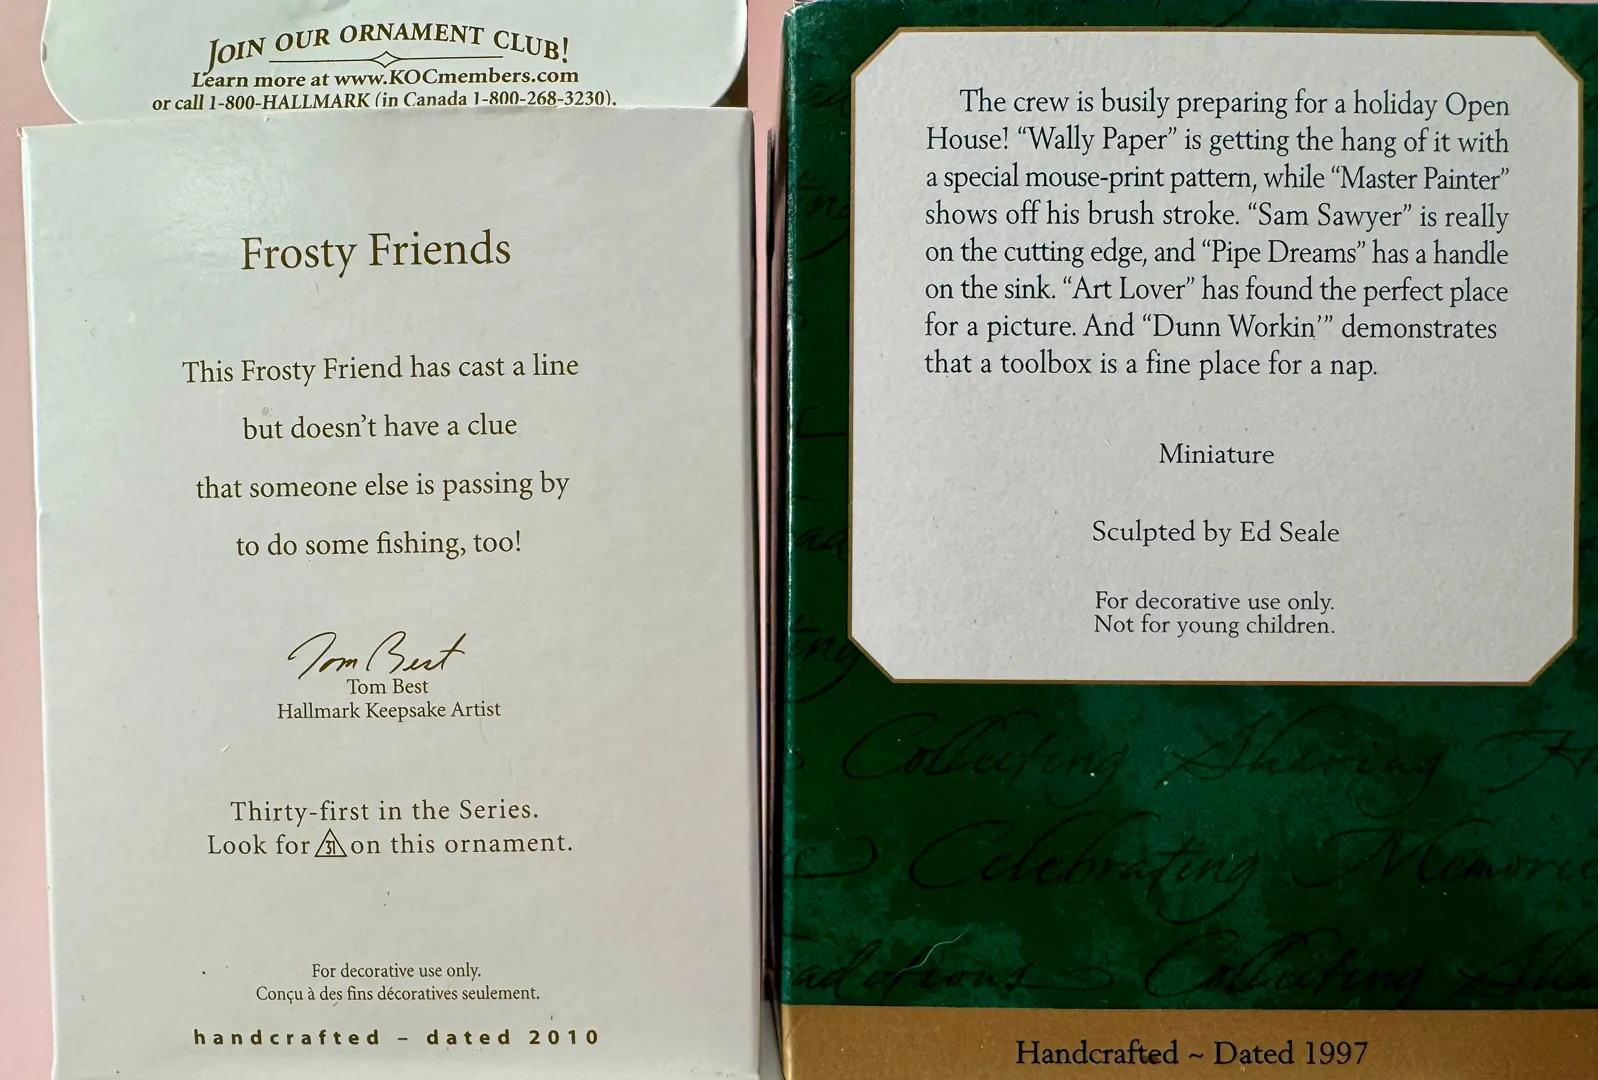 JOIN OUR ORNAMENT CLUB!
Learn more at www.KOCmembers.com
or call 1-800-HALLMARK (in Canada 1-800-268-3230).
Frosty Friends
This Frosty Friend has cast a line
but doesn't have a clue
that someone else is passing by
to do some fishing, too!
Tom Best
Tom Best
Hallmark Keepsake Artist
Thirty-first in the Series.
Look for 31 on this ornament.
For decorative use only.
Conçu à des fins décoratives seulement.
handcrafted – dated 2010
The crew is busily preparing for a holiday Open
House! “Wally Paper” is getting the hang of it with
a special mouse-print pattern, while “Master Painter”
shows off his brush stroke. “Sam Sawyer” is really
on the cutting edge, and “Pipe Dreams” has a handle
on the sink. “Art Lover” has found the perfect place
for a picture. And “Dunn Workin'” demonstrates
that a toolbox is a fine place for a nap.
Miniature
Sculpted by Ed Seale
For decorative use only.
Not for young children.
Collecting Sharing
Celebrating Memorie
aditions Collecting Sha
Handcrafted ~ Dated 1997